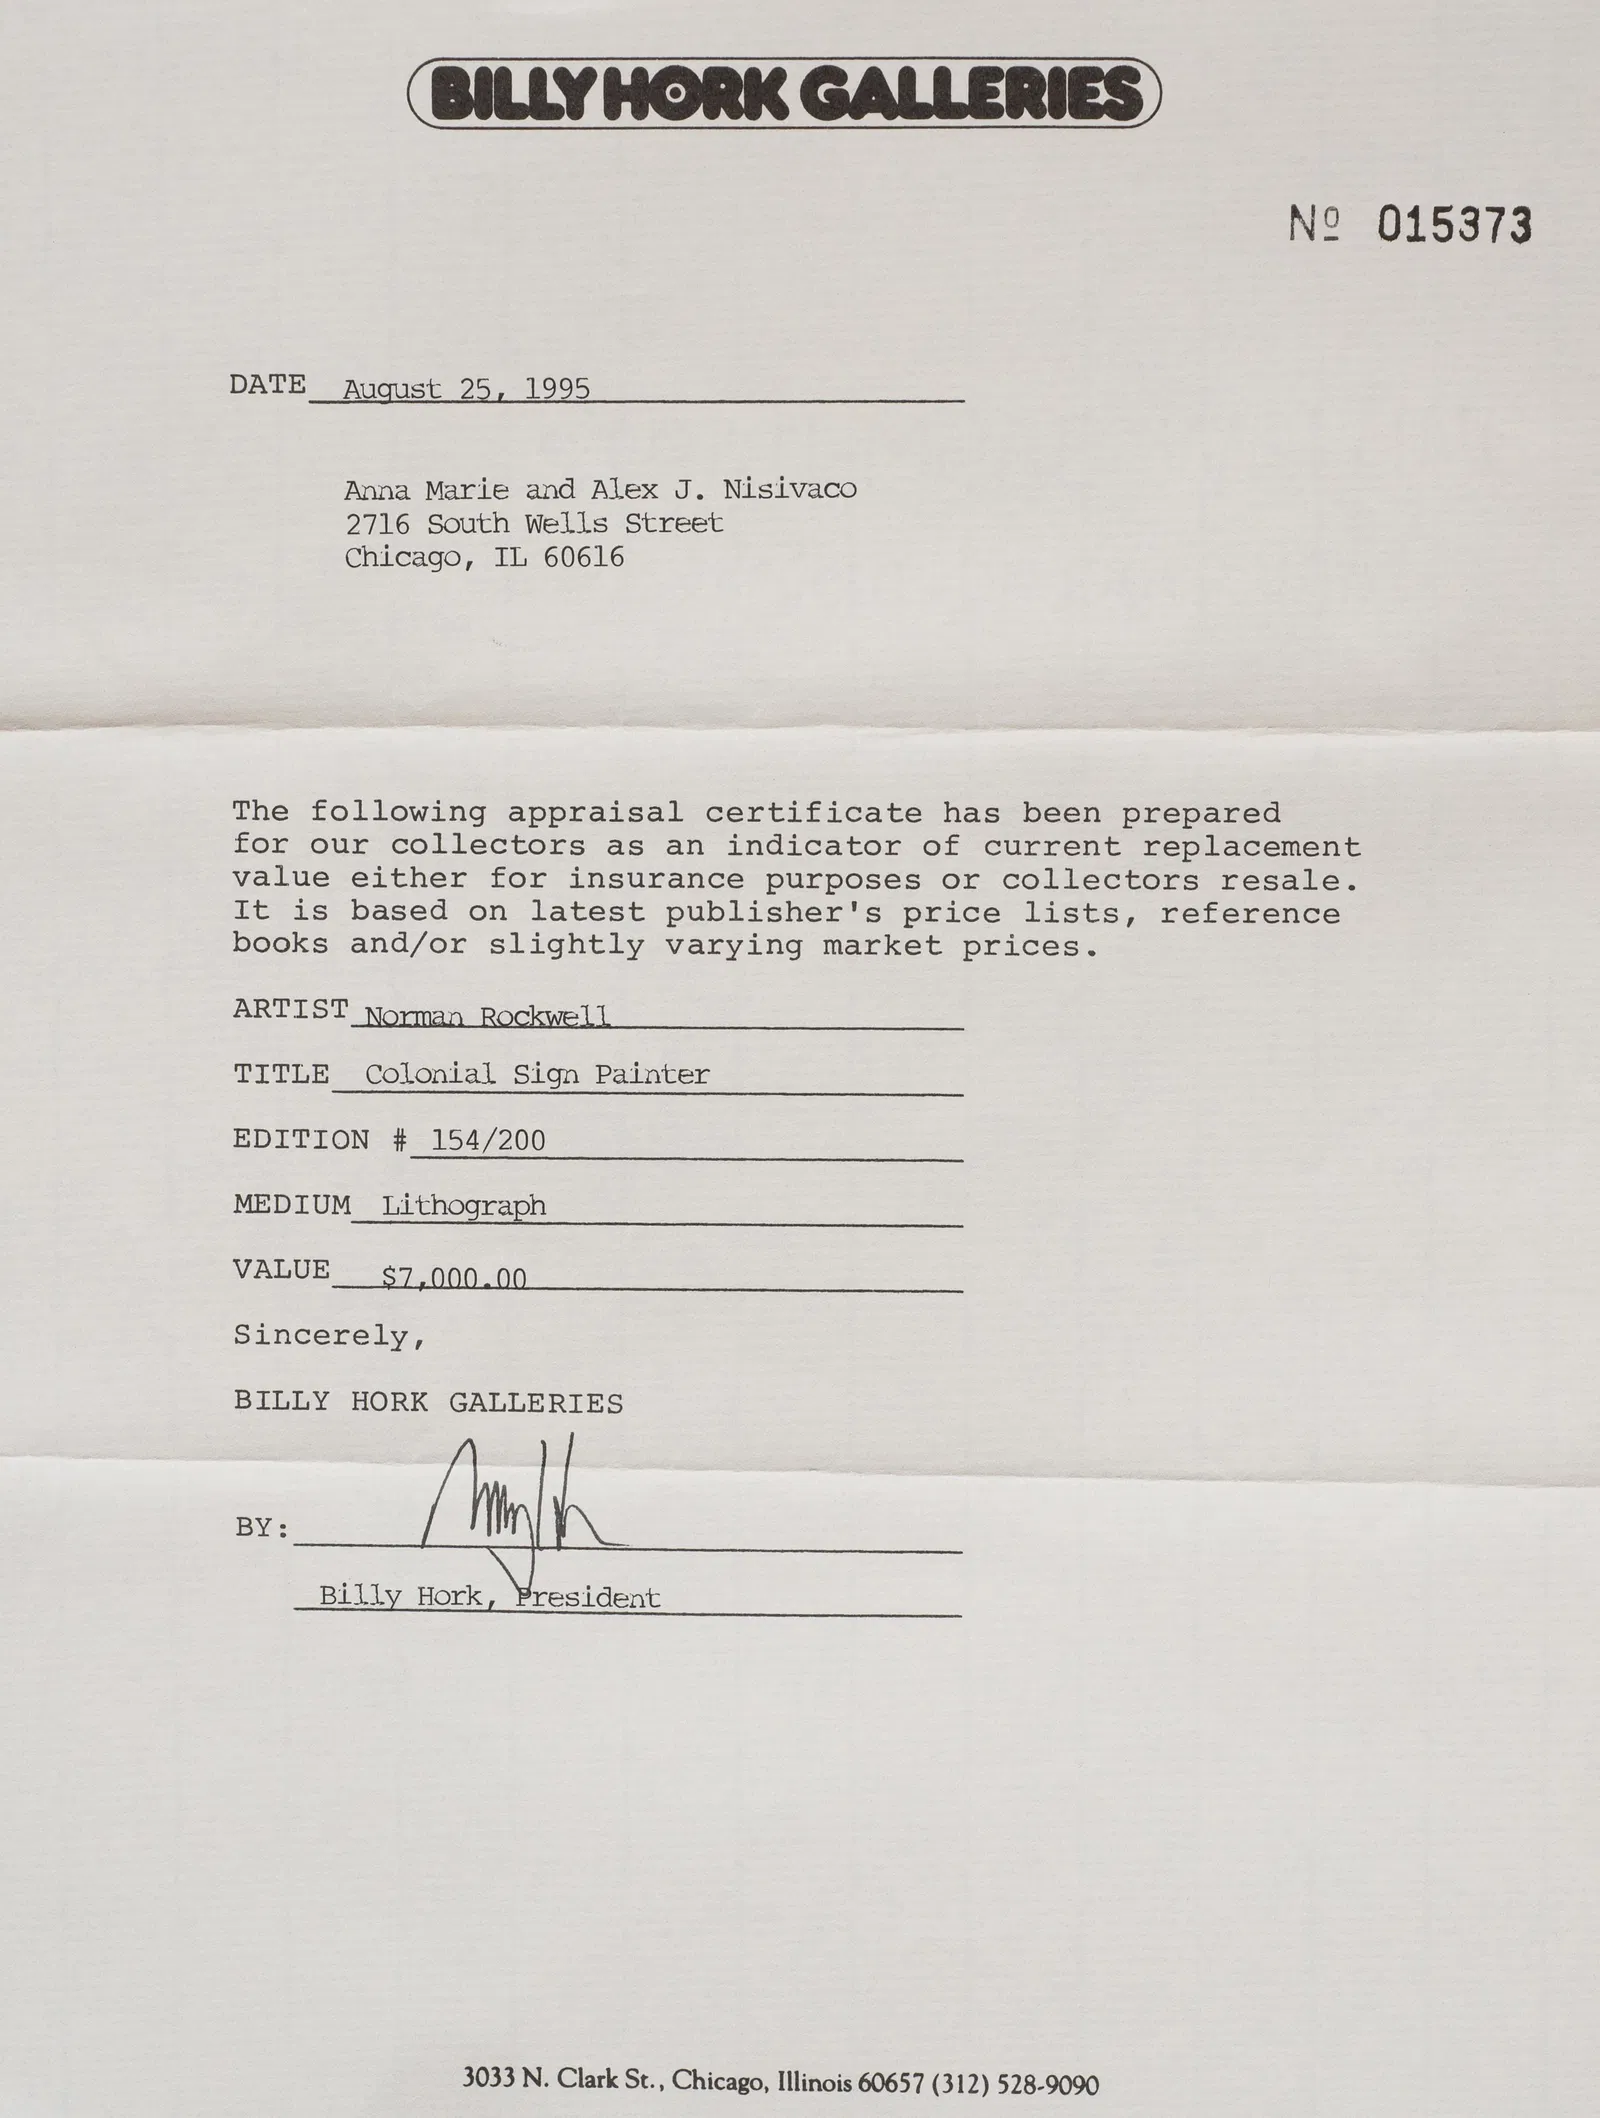 BILLY HORK GALLERIES
Nº 015373
DATE August 25, 1995
Anna Marie and Alex J. Nisivaco
2716 South Wells Street
Chicago, IL 60616
The following appraisal certificate has been prepared
for our collectors as an indicator of current replacement
value either for insurance purposes or collectors resale.
It is based on latest publisher's price lists, reference
books and/or slightly varying market prices.
ARTIST Norman Rockwell
TITLE Colonial Sign Painter
EDITION # 154/200
MEDIUM Lithograph
VALUE $7,000.00
Sincerely,
BILLY HORK GALLERIES
BY:
Billy Hork, President
3033 N. Clark St., Chicago, Illinois 60657 (312) 528-9090